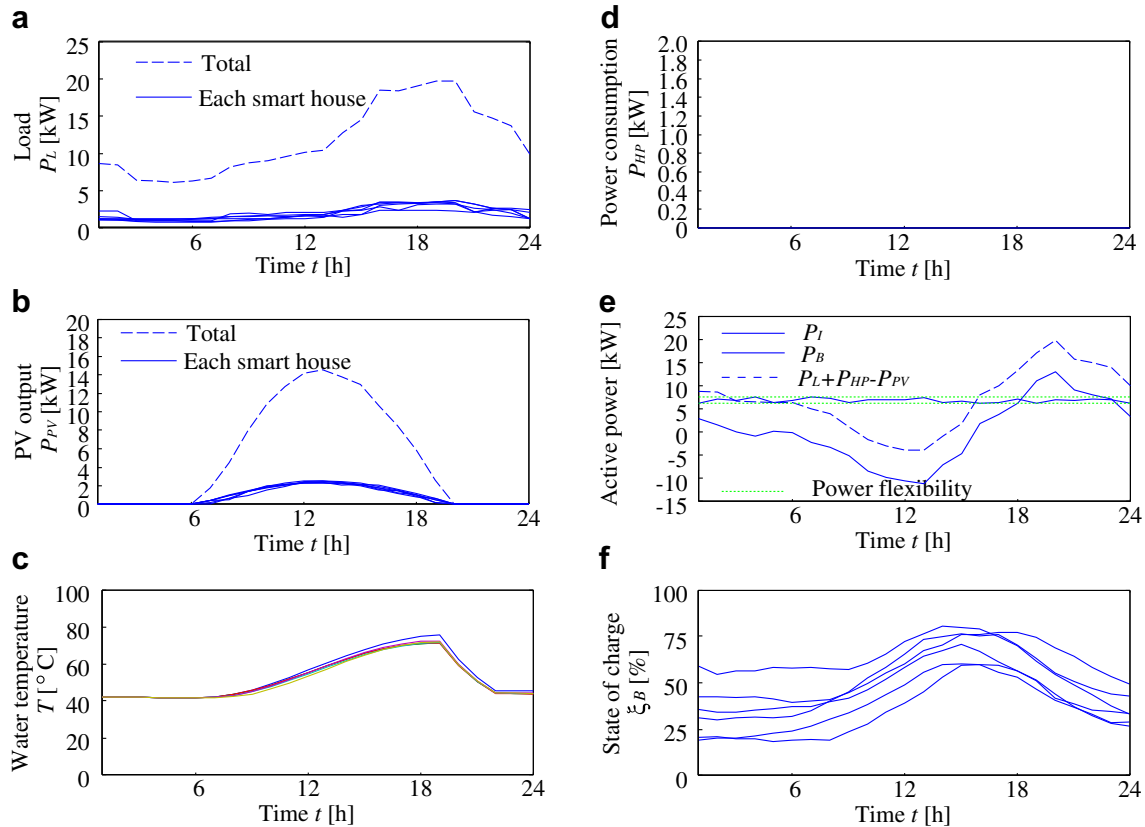 a
25
20
15
10
5
0
Load
P_L [kW]
Total
Each smart house
6
12
18
24
Time t [h]
b
20
18
16
14
12
10
8
6
4
2
0
PV output
P_PV [kW]
Total
Each smart house
6
12
18
24
Time t [h]
c
100
80
60
40
20
0
Water temperature
T [°C]
6
12
18
24
Time t [h]
d
2.0
1.8
1.6
1.4
1.2
1.0
0.8
0.6
0.4
0.2
0
Power consumption
P_HP [kW]
6
12
18
24
Time t [h]
e
25
20
15
10
5
0
-5
-10
-15
Active power [kW]
P_I
P_B
P_L+P_HP-P_PV
Power flexibility
6
12
18
24
Time t [h]
f
100
75
50
25
0
State of charge
ξ_B [%]
6
12
18
24
Time t [h]